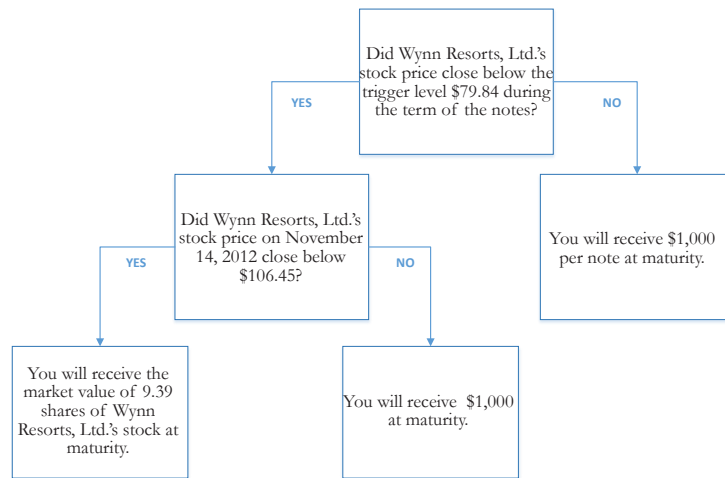 Did Wynn Resorts, Ltd.'s
stock price close below the
trigger level $79.84 during
the term of the notes?
YES
NO
Did Wynn Resorts, Ltd.'s
stock price on November
14, 2012 close below
$106.45?
You will receive $1,000
per note at maturity.
YES
NO
You will receive the
market value of 9.39
shares of Wynn
Resorts, Ltd.'s stock at
maturity.
You will receive $1,000
at maturity.